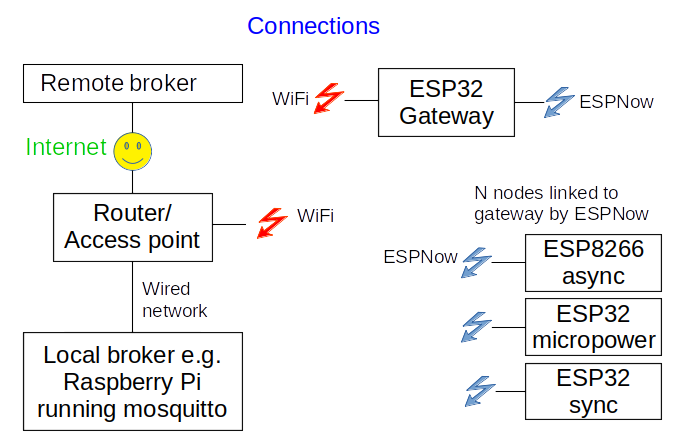 Connections
Remote broker
Internet
Router/
Access point
WiFi
Wired
network
Local broker e.g.
Raspberry Pi
running mosquitto
WiFi
ESP32
Gateway
ESPNow
N nodes linked to
gateway by ESPNow
ESPNow
ESP8266
async
ESP32
micropower
ESP32
sync